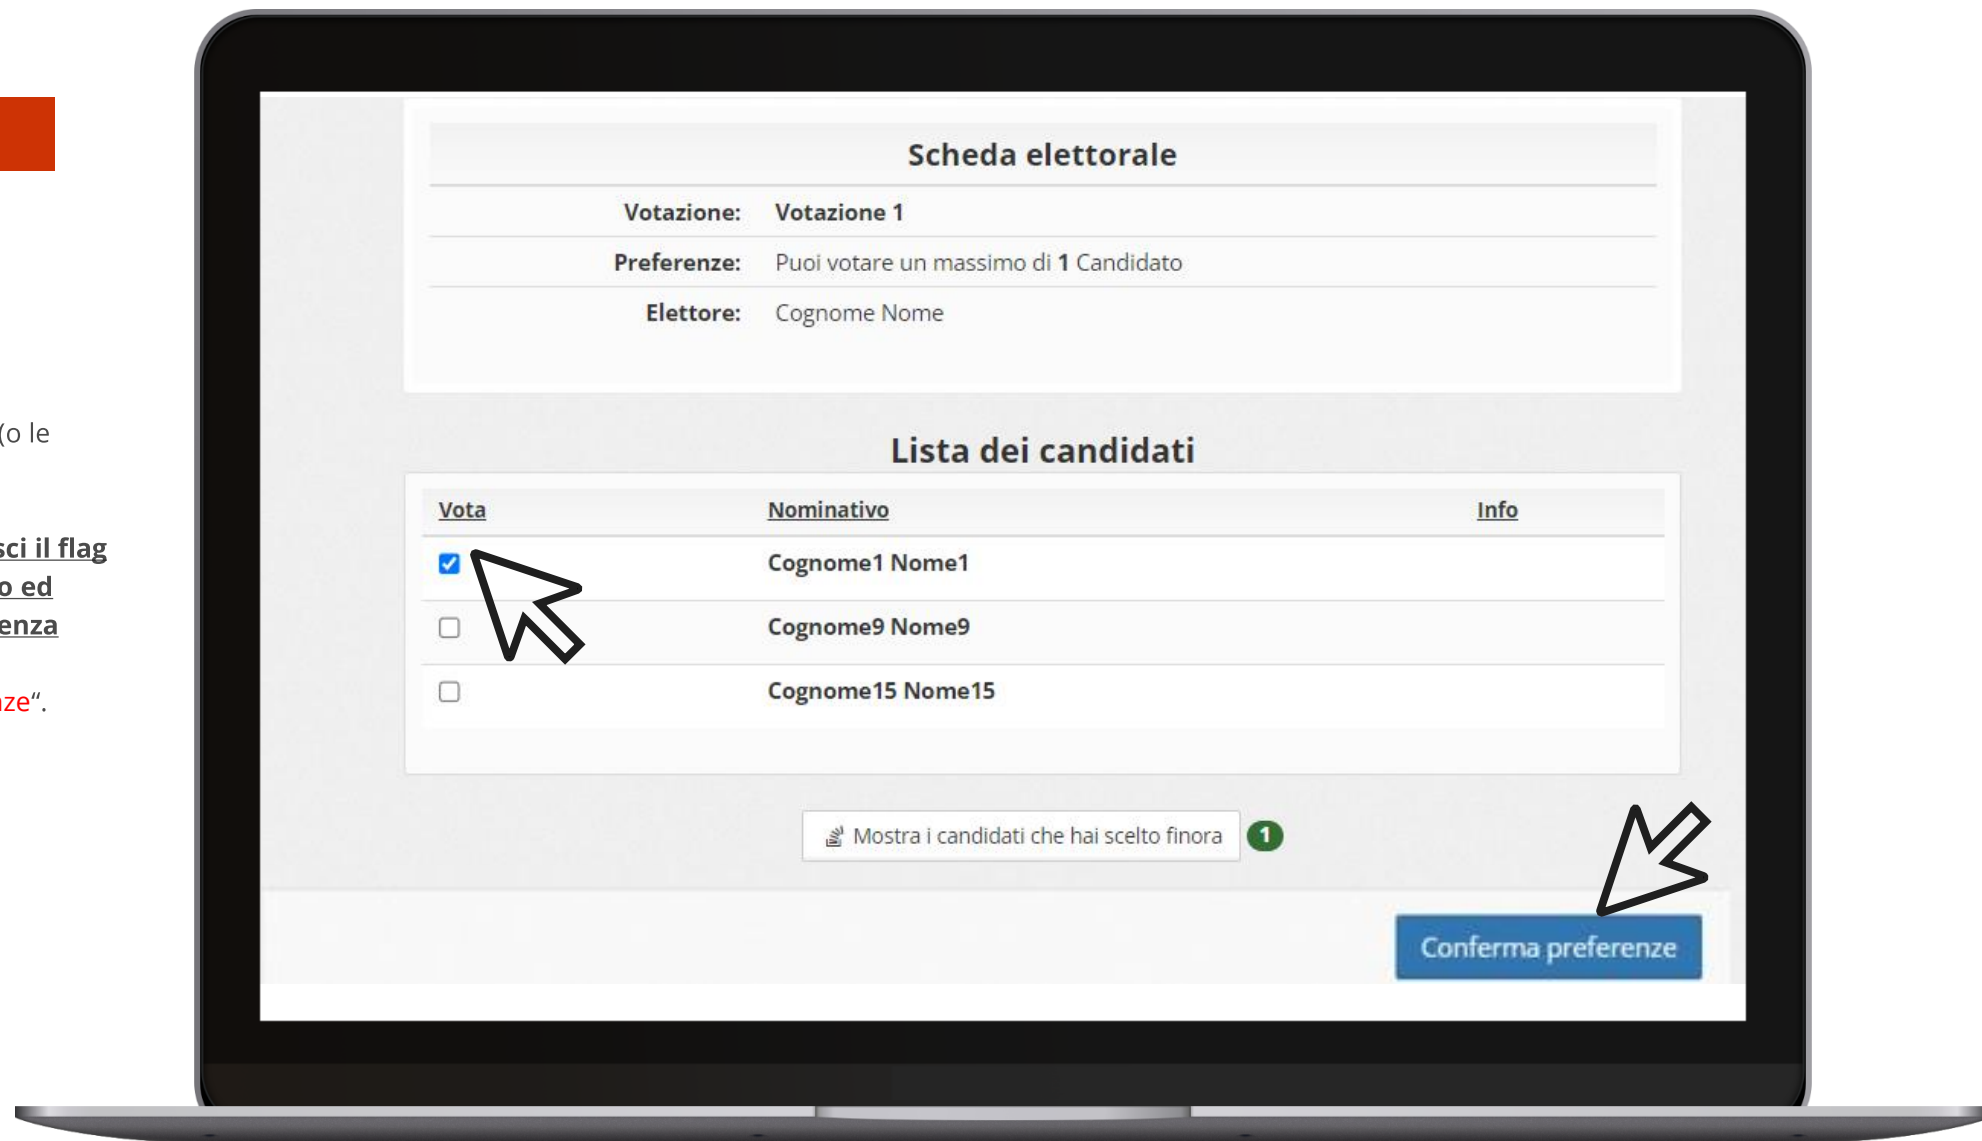 (o le
sci il flag
o ed
enza
ze“.
Scheda elettorale
Votazione: Votazione 1
Preferenze: Puoi votare un massimo di 1 Candidato
Elettore: Cognome Nome
Lista dei candidati
Vota Nominativo Info
Cognome1 Nome1
Cognome9 Nome9
Cognome15 Nome15
Mostra i candidati che hai scelto finora 1
Conferma preferenze